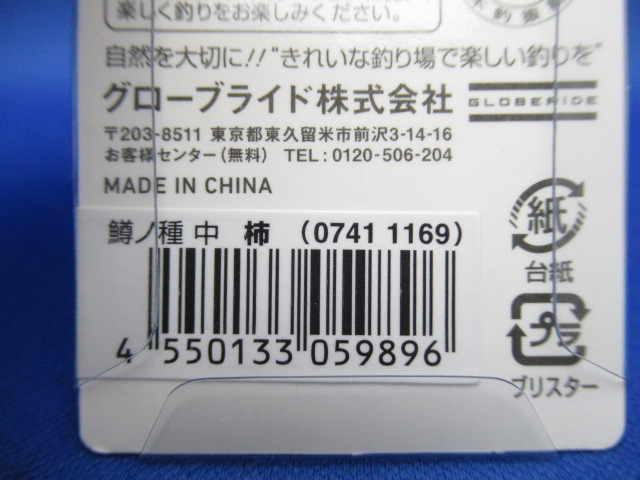 楽しく釣りをお楽しみください。
自然を大切に!! "きれいな釣り場で楽しい釣りを"
グローブライド株式会社
GLOBERIDE
〒203-8511 東京都東久留米市前沢3-14-16
お客様センター(無料) TEL:0120-506-204
MADE IN CHINA
鱒ノ種 中 柿 (0741 1169)
4 550133 059896
紙
台紙
プラ
ブリスター